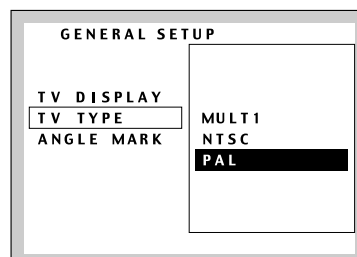 GENERAL SETUP
TV DISPLAY
TV TYPE
ANGLE MARK
MULT1
NTSC
PAL